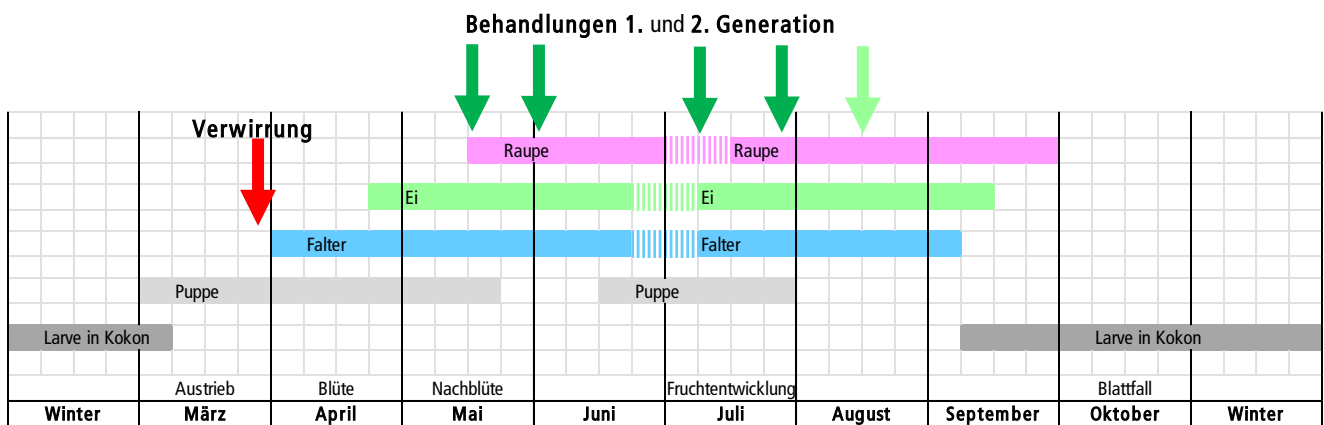 Behandlungen 1. und 2. Generation
Verwirrung
Raupe Raupe
Ei Ei
Falter Falter
Puppe Puppe
Larve in Kokon Larve in Kokon
Austrieb Blüte Nachblüte Fruchtentwicklung Blattfall
Winter März April Mai Juni Juli August September Oktober Winter